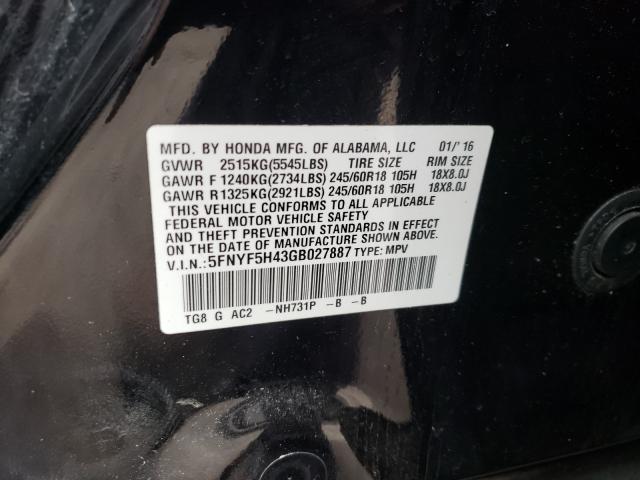 MFD. BY HONDA MFG. OF ALABAMA, LLC 01/'16
GVWR 2515KG(5545LBS) TIRE SIZE RIM SIZE
GAWR F 1240KG(2734LBS) 245/60R18 105H 18X8.0J
GAWR R1325KG(2921LBS) 245/60R18 105H 18X8.0J
THIS VEHICLE CONFORMS TO ALL APPLICABLE
FEDERAL MOTOR VEHICLE SAFETY
AND THEFT PREVENTION STANDARDS IN EFFECT
ON THE DATE OF MANUFACTURE SHOWN ABOVE.
V.I.N.: 5FNYF5H43GB027887 TYPE: MPV
TG8 G AC2 -NH731P -B -B